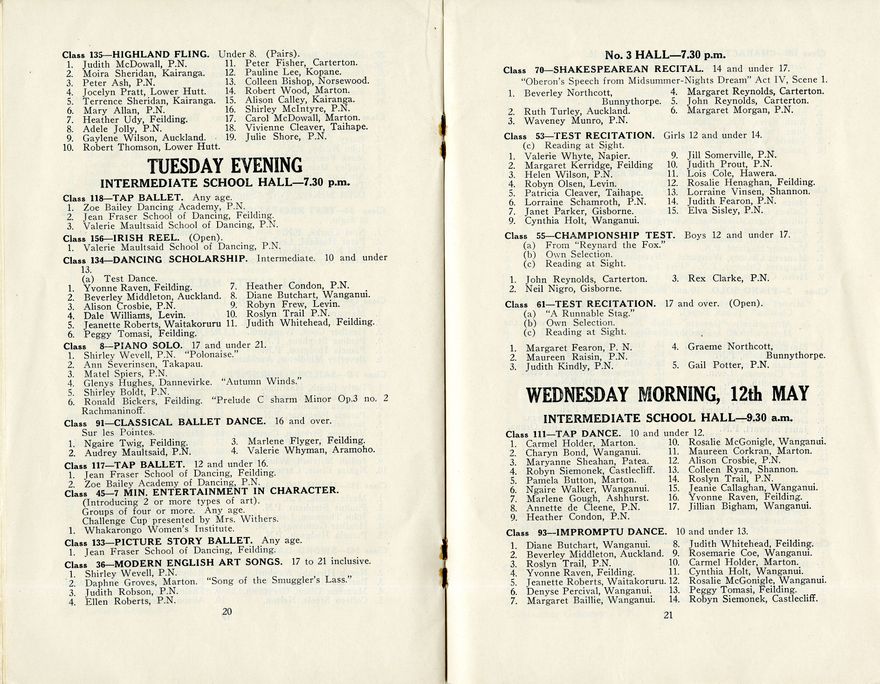 Class 135—HIGHLAND FLING. Under 8. (Pairs).
1. Judith McDowall, P.N.
2. Moira Sheridan, Kairanga.
3. Peter Ash, P.N.
4. Jocelyn Pratt, Lower Hutt.
5. Terrence Sheridan, Kairanga.
6. Mary Allan, P.N.
7. Heather Udy, Feilding.
8. Adele Jolly, P.N.
9. Gaylene Wilson, Auckland.
10. Robert Thomson, Lower Hutt.
11. Peter Fisher, Carterton.
12. Pauline Lee, Kopane.
13. Colleen Bishop, Norsewood.
14. Robert Wood, Marton.
15. Alison Calley, Kairanga.
16. Shirley McIntyre, P.N.
17. Carol McDowall, Marton.
18. Vivienne Cleaver, Taihape.
19. Julie Shore, P.N.
TUESDAY EVENING
INTERMEDIATE SCHOOL HALL—7.30 p.m.
Class 118—TAP BALLET. Any age.
1. Zoe Bailey Dancing Academy, P.N.
2. Jean Fraser School of Dancing, Feilding.
3. Valerie Maultsaid School of Dancing, P.N.
Class 156—IRISH REEL. (Open).
1. Valerie Maultsaid School of Dancing, P.N.
Class 134—DANCING SCHOLARSHIP. Intermediate. 10 and under
13.
(a) Test Dance.
1. Yvonne Raven, Feilding.
2. Beverley Middleton, Auckland.
3. Alison Crosbie, P.N.
4. Dale Williams, Levin.
5. Jeanette Roberts, Waitakoruru
6. Peggy Tomasi, Feilding.
7. Heather Condon, P.N.
8. Diane Butchart, Wanganui.
9. Robyn Frew, Levin.
10. Roslyn Trail P.N.
11. Judith Whitehead, Feilding.
Class 8—PIANO SOLO. 17 and under 21.
1. Shirley Wevell, P.N. "Polonaise."
2. Ann Severinsen, Takapau.
3. Matel Spiers, P.N.
4. Glenys Hughes, Dannevirke. "Autumn Winds."
5. Shirley Boldt, P.N.
6. Ronald Bickers, Feilding. "Prelude C sharm Minor Op.3 no. 2
Rachmaninoff.
Class 91—CLASSICAL BALLET DANCE. 16 and over.
Sur les Pointes.
1. Ngaire Twig, Feilding.
2. Audrey Maultsaid, P.N.
3. Marlene Flyger, Feilding.
4. Valerie Whyman, Aramoho.
Class 117—TAP BALLET. 12 and under 16.
1. Jean Fraser School of Dancing, Feilding.
2. Zoe Bailey Academy of Dancing, P.N.
Class 45—7 MIN. ENTERTAINMENT IN CHARACTER.
(Introducing 2 or more types of art).
Groups of four or more. Any age.
Challenge Cup presented by Mrs. Withers.
1. Whakarongo Women's Institute.
Class 133—PICTURE STORY BALLET. Any age.
1. Jean Fraser School of Dancing, Feilding.
Class 36—MODERN ENGLISH ART SONGS. 17 to 21 inclusive.
1. Shirley Wevell, P.N.
2. Daphne Groves, Marton. "Song of the Smuggler's Lass."
3. Judith Robson, P.N.
4. Ellen Roberts, P.N.
20
No. 3 HALL—7.30 p.m.
Class 70—SHAKESPEAREAN RECITAL. 14 and under 17.
"Oberon's Speech from Midsummer-Nights Dream" Act IV, Scene 1.
1. Beverley Northcott,
Bunnythorpe.
2. Ruth Turley, Auckland.
3. Waveney Munro, P.N.
4. Margaret Reynolds, Carterton.
5. John Reynolds, Carterton.
6. Margaret Morgan, P.N.
Class 53—TEST RECITATION. Girls 12 and under 14.
(c) Reading at Sight.
1. Valerie Whyte, Napier.
2. Margaret Kerridge, Feilding
3. Helen Wilson, P.N.
4. Robyn Olsen, Levin.
5. Patricia Cleaver, Taihape.
6. Lorraine Schamroth, P.N.
7. Janet Parker, Gisborne.
9. Cynthia Holt, Wanganui.
9. Jill Somerville, P.N.
10. Judith Prout, P.N.
11. Lois Cole, Hawera.
12. Rosalie Henaghan, Feilding.
13. Lorraine Vinsen, Shannon.
14. Judith Fearon, P.N.
15. Elva Sisley, P.N.
Class 55—CHAMPIONSHIP TEST. Boys 12 and under 17.
(a) From "Reynard the Fox."
(b) Own Selection.
(c) Reading at Sight.
1. John Reynolds, Carterton.
2. Neil Nigro, Gisborne.
3. Rex Clarke, P.N.
Class 61—TEST RECITATION. 17 and over. (Open).
(a) "A Runnable Stag."
(b) Own Selection.
(c) Reading at Sight.
1. Margaret Fearon, P. N.
2. Maureen Raisin, P. N.
3. Judith Kindly, P.N.
4. Graeme Northcott,
Bunnythorpe.
5. Gail Potter, P.N.
WEDNESDAY MORNING, 12th MAY
INTERMEDIATE SCHOOL HALL—9.30 a.m.
Class 111—TAP DANCE. 10 and under 12.
1. Carmel Holder, Marton.
2. Charyn Bond, Wanganui.
3. Maryanne Sheahan, Patea.
4. Robyn Siemonek, Castlecliff.
5. Pamela Button, Marton.
6. Ngaire Walker, Wanganui.
7. Marlene Gough, Ashhurst.
8. Annette de Cleene, P.N.
9. Heather Condon, P.N.
10. Rosalie McGonigle, Wanganui.
11. Maureen Corkran, Marton.
12. Alison Crosbie, P.N.
13. Colleen Ryan, Shannon.
14. Roslyn Trail, P.N.
15. Jeanie Callaghan, Wanganui.
16. Yvonne Raven, Feilding.
17. Jillian Bigham, Wanganui.
Class 93—IMPROMPTU DANCE. 10 and under 13.
1. Diane Butchart, Wanganui.
2. Beverley Middleton, Auckland.
3. Roslyn Trail, P.N.
4. Yvonne Raven, Feilding.
5. Jeanette Roberts, Waitakoruru.
6. Denyse Percival, Wanganui.
7. Margaret Baillie, Wanganui.
8. Judith Whitehead, Feilding.
9. Rosemarie Coe, Wanganui.
10. Carmel Holder, Marton.
11. Cynthia Holt, Wanganui.
12. Rosalie McGonigle, Wanganui.
13. Peggy Tomasi, Feilding.
14. Robyn Siemonek, Castlecliff.
21